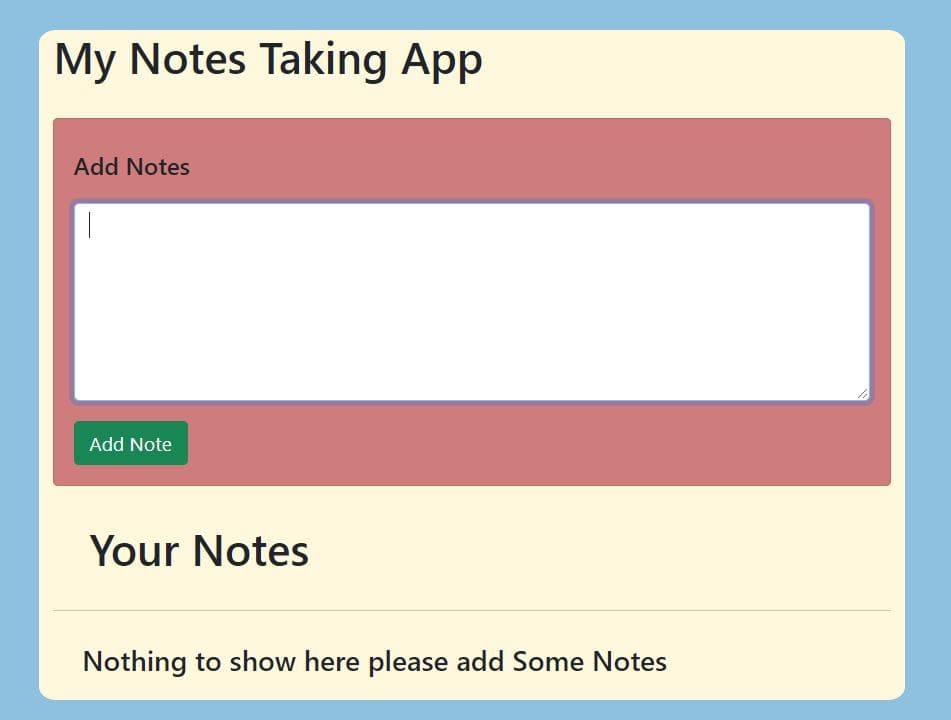 My Notes Taking App
Add Notes
Add Note
Your Notes
Nothing to show here please add Some Notes